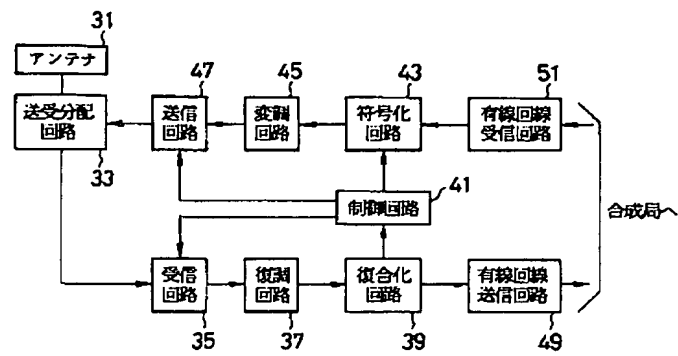 31
アンテナ
送受分配
回路
33
47
送信
回路
45
変調
回路
43
符号化
回路
51
有線回線
受信回路
41
制御回路
合成局へ
受信
回路
35
復調
回路
37
復合化
回路
39
有線回線
送信回路
49